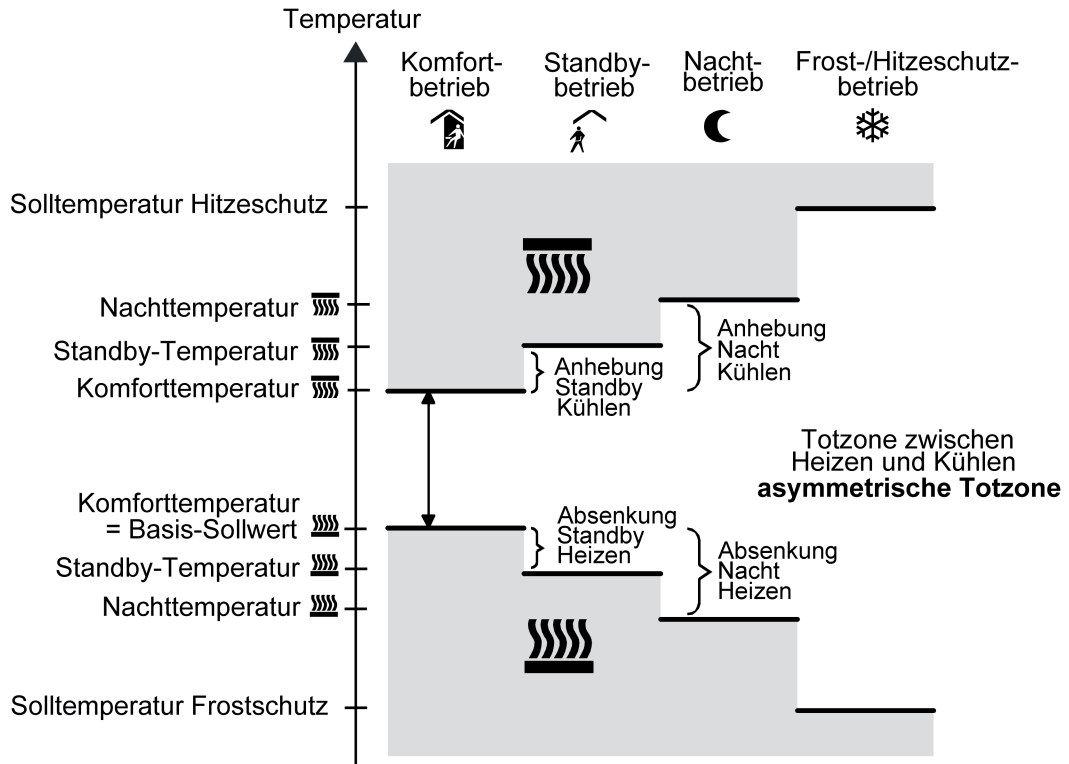 Temperatur
Komfort-
betrieb
Standby-
betrieb
Nacht-
betrieb
Frost-/Hitzeschutz-
betrieb
Solltemperatur Hitzeschutz
Nachttemperatur
Standby-Temperatur
Komforttemperatur
Anhebung
Standby
Kühlen
Anhebung
Nacht
Kühlen
Totzone zwischen
Heizen und Kühlen
asymmetrische Totzone
Komforttemperatur
= Basis-Sollwert
Standby-Temperatur
Nachttemperatur
Absenkung
Standby
Heizen
Absenkung
Nacht
Heizen
Solltemperatur Frostschutz